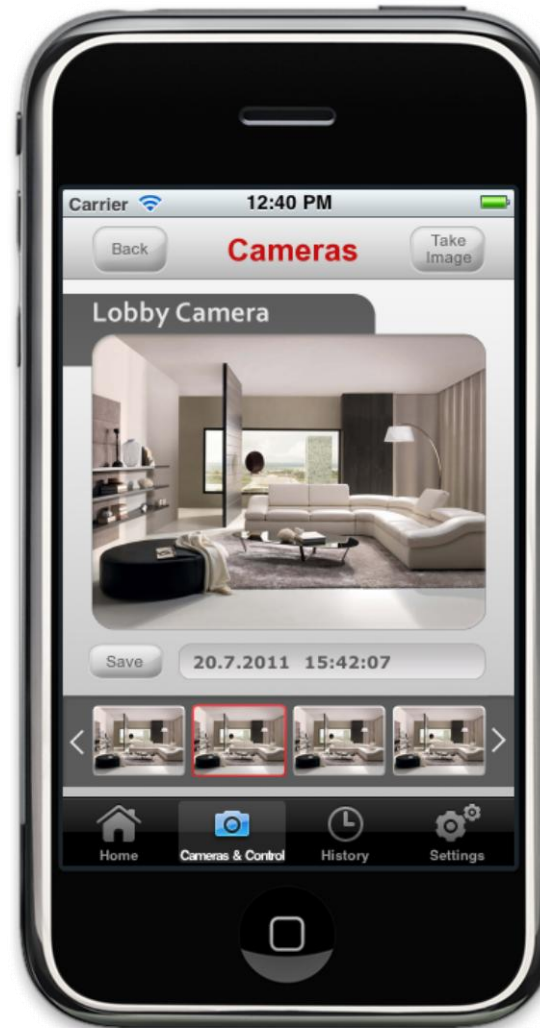 Carrier 12:40 PM
Back Cameras Take
Image
Lobby Camera
Save 20.7.2011 15:42:07
Home Cameras & Control History Settings